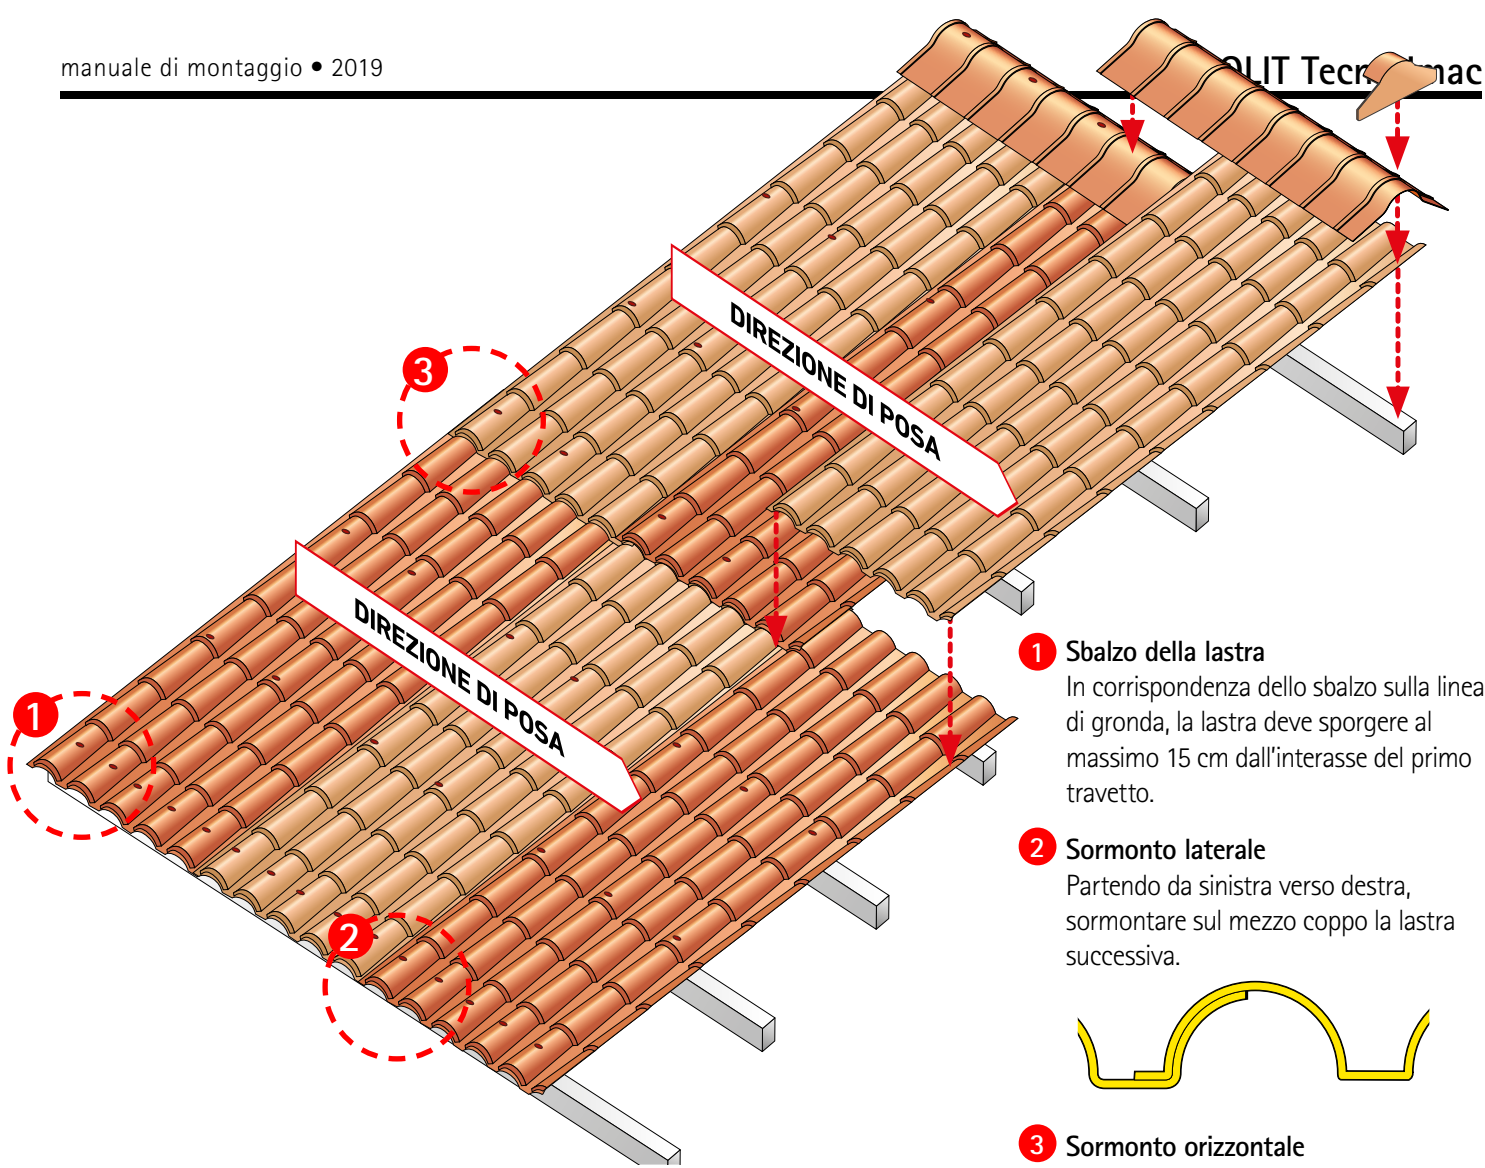 manuale di montaggio • 2019
DIREZIONE DI POSA
3
DIREZIONE DI POSA
1
2
1 Sbalzo della lastra
In corrispondenza dello sbalzo sulla linea
di gronda, la lastra deve sporgere al
massimo 15 cm dall'interasse del primo
travetto.
2 Sormonto laterale
Partendo da sinistra verso destra,
sormontare sul mezzo coppo la lastra
successiva.
3 Sormonto orizzontale